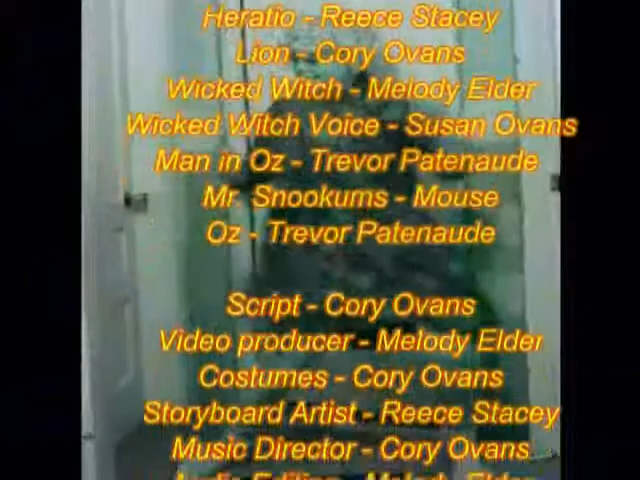 Heratio - Reece Stacey
Lion - Cory Ovans
Wicked Witch - Melody Elder
Wicked Witch Voice - Susan Ovans
Man in Oz - Trevor Patenaude
Mr. Snookums - Mouse
Oz - Trevor Patenaude
Script - Cory Ovans
Video producer - Melody Elder
Costumes - Cory Ovans
Storyboard Artist - Reece Stacey
Music Director - Cory Ovans